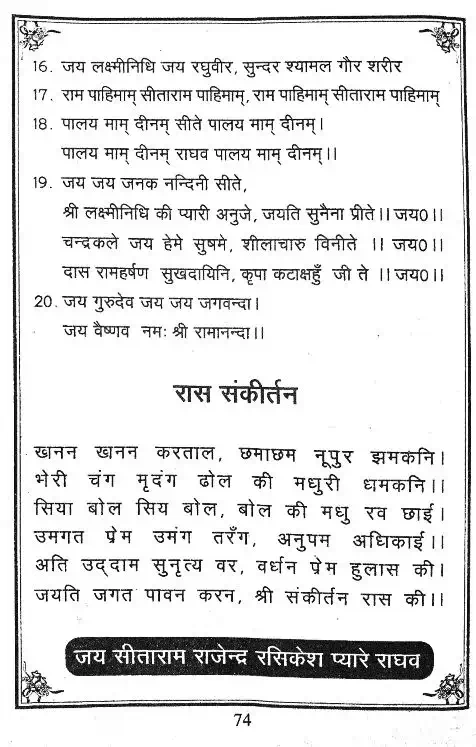 16. जय लक्ष्मीनिधि जय रघुवीर, सुन्दर श्यामल गौर शरीर
17. राम पाहिमाम् सीताराम पाहिमाम्, राम पाहिमाम् सीताराम पाहिमाम्
18. पालय माम् दीनम् सीते पालय माम् दीनम्।
पालय माम् दीनम् राघव पालय माम् दीनम्।।
19. जय जय जनक नन्दिनी सीते,
श्री लक्ष्मीनिधि की प्यारी अनुजे, जयति सुनैना प्रीते।। जय०।।
चन्द्रकले जय हेमे सुषमे, शीलाचारु विनीते ।। जय०।।
दास रामहर्षण सुखदायिनि, कृपा कटाक्षहुँ जी ते ।। जय०।।
20. जय गुरुदेव जय जय जगवन्दा।
जय वैष्णव नमः श्री रामानन्दा।।
रास संकीर्तन
खनन खनन करताल, छमाछम नूपुर झमकनि।
भेरी चंग मृदंग ढोल की मधुरी धमकनि।।
सिया बोल सिय बोल, बोल की मधु रव छाई।
उमगत प्रेम उमंग तरँग, अनुपम अधिकाई।।
अति उद्दाम सुनृत्य वर, वर्धन प्रेम हुलास की।
जयति जगत पावन करन, श्री संकीर्तन रास की।।
जय सीताराम राजेन्द्र रसिकेश प्यारे राघव
74